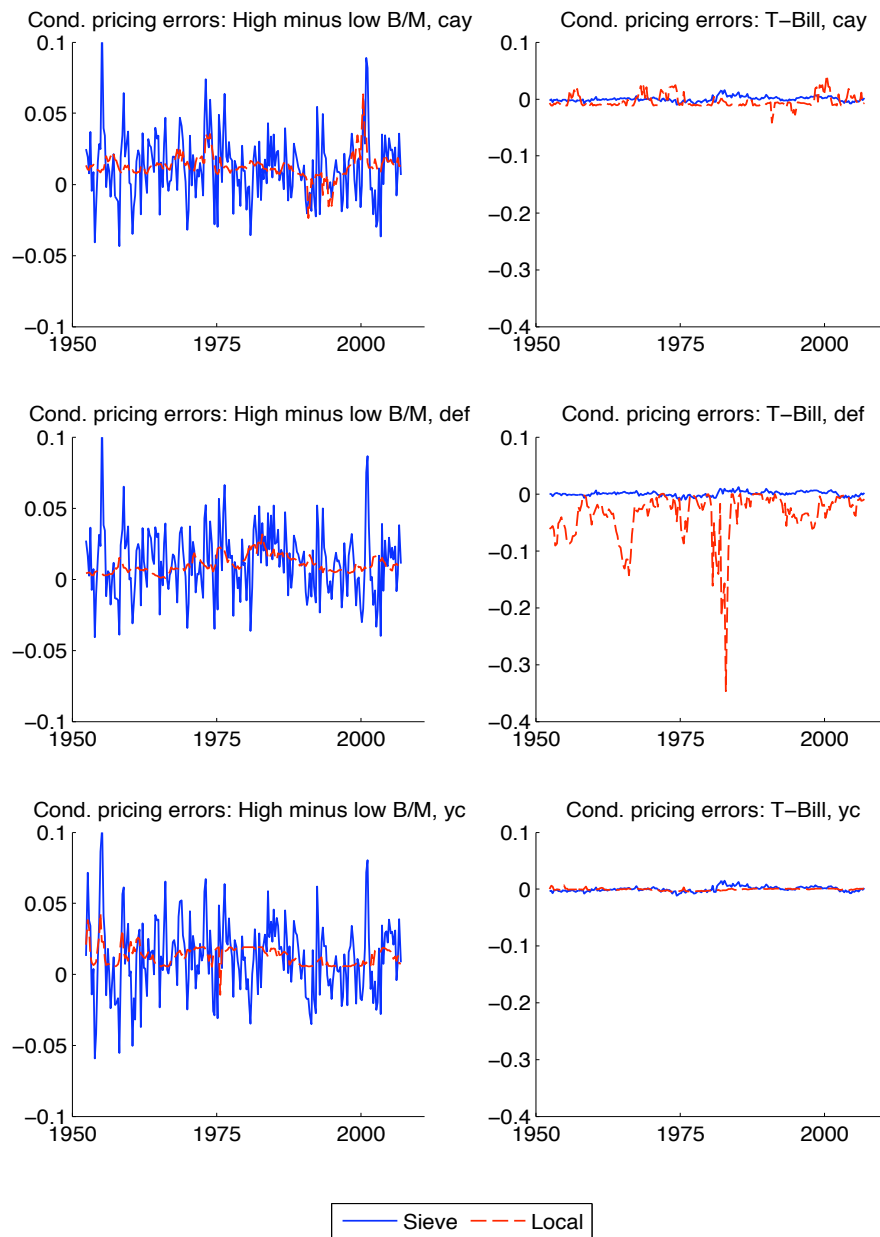 Cond. pricing errors: High minus low B/M, cay
0.1
0.05
0
−0.05
−0.1
1950 1975 2000
Cond. pricing errors: T−Bill, cay
0.1
0
−0.1
−0.2
−0.3
−0.4
1950 1975 2000
Cond. pricing errors: High minus low B/M, def
0.1
0.05
0
−0.05
−0.1
1950 1975 2000
Cond. pricing errors: T−Bill, def
0.1
0
−0.1
−0.2
−0.3
−0.4
1950 1975 2000
Cond. pricing errors: High minus low B/M, yc
0.1
0.05
0
−0.05
−0.1
1950 1975 2000
Cond. pricing errors: T−Bill, yc
0.1
0
−0.1
−0.2
−0.3
−0.4
1950 1975 2000
Sieve Local